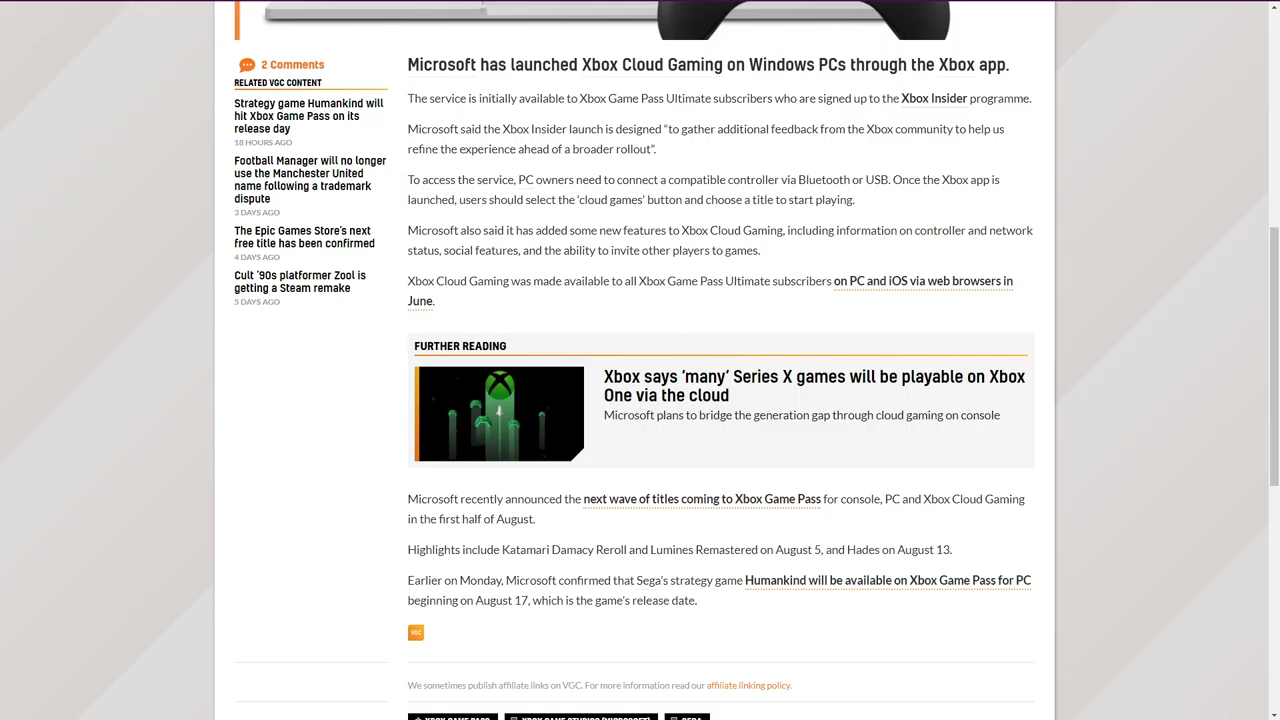 2 Comments
RELATED VGC CONTENT
Strategy game Humankind will
hit Xbox Game Pass on its
release day
18 HOURS AGO
Football Manager will no longer
use the Manchester United
name following a trademark
dispute
3 DAYS AGO
The Epic Games Store's next
free title has been confirmed
4 DAYS AGO
Cult '90s platformer Zool is
getting a Steam remake
5 DAYS AGO
Microsoft has launched Xbox Cloud Gaming on Windows PCs through the Xbox app.
The service is initially available to Xbox Game Pass Ultimate subscribers who are signed up to the Xbox Insider programme.
Microsoft said the Xbox Insider launch is designed “to gather additional feedback from the Xbox community to help us
refine the experience ahead of a broader rollout”.
To access the service, PC owners need to connect a compatible controller via Bluetooth or USB. Once the Xbox app is
launched, users should select the ‘cloud games’ button and choose a title to start playing.
Microsoft also said it has added some new features to Xbox Cloud Gaming, including information on controller and network
status, social features, and the ability to invite other players to games.
Xbox Cloud Gaming was made available to all Xbox Game Pass Ultimate subscribers on PC and iOS via web browsers in
June.
FURTHER READING
Xbox says ‘many’ Series X games will be playable on Xbox
One via the cloud
Microsoft plans to bridge the generation gap through cloud gaming on console
Microsoft recently announced the next wave of titles coming to Xbox Game Pass for console, PC and Xbox Cloud Gaming
in the first half of August.
Highlights include Katamari Damacy Reroll and Lumines Remastered on August 5, and Hades on August 13.
Earlier on Monday, Microsoft confirmed that Sega’s strategy game Humankind will be available on Xbox Game Pass for PC
beginning on August 17, which is the game’s release date.
VGC
We sometimes publish affiliate links on VGC. For more information read our affiliate linking policy.
XBOX GAME PASS
XBOX GAME STUDIOS (MICROSOFT)
SEGA